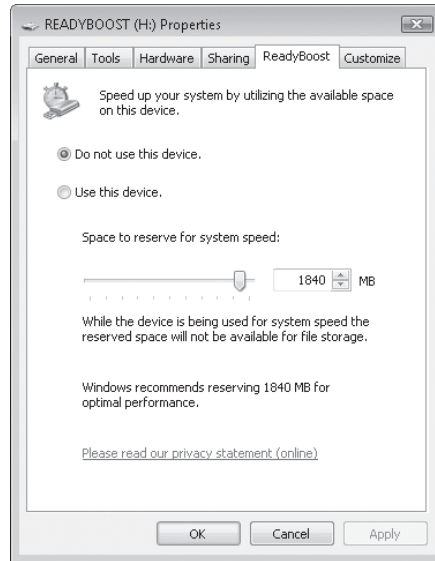 READYBOOST (H:) Properties
General Tools Hardware Sharing ReadyBoost Customize
Speed up your system by utilizing the available space
on this device.
Do not use this device.
Use this device.
Space to reserve for system speed:
1840 MB
While the device is being used for system speed the
reserved space will not be available for file storage.
Windows recommends reserving 1840 MB for
optimal performance.
Please read our privacy statement (online)
OK Cancel Apply